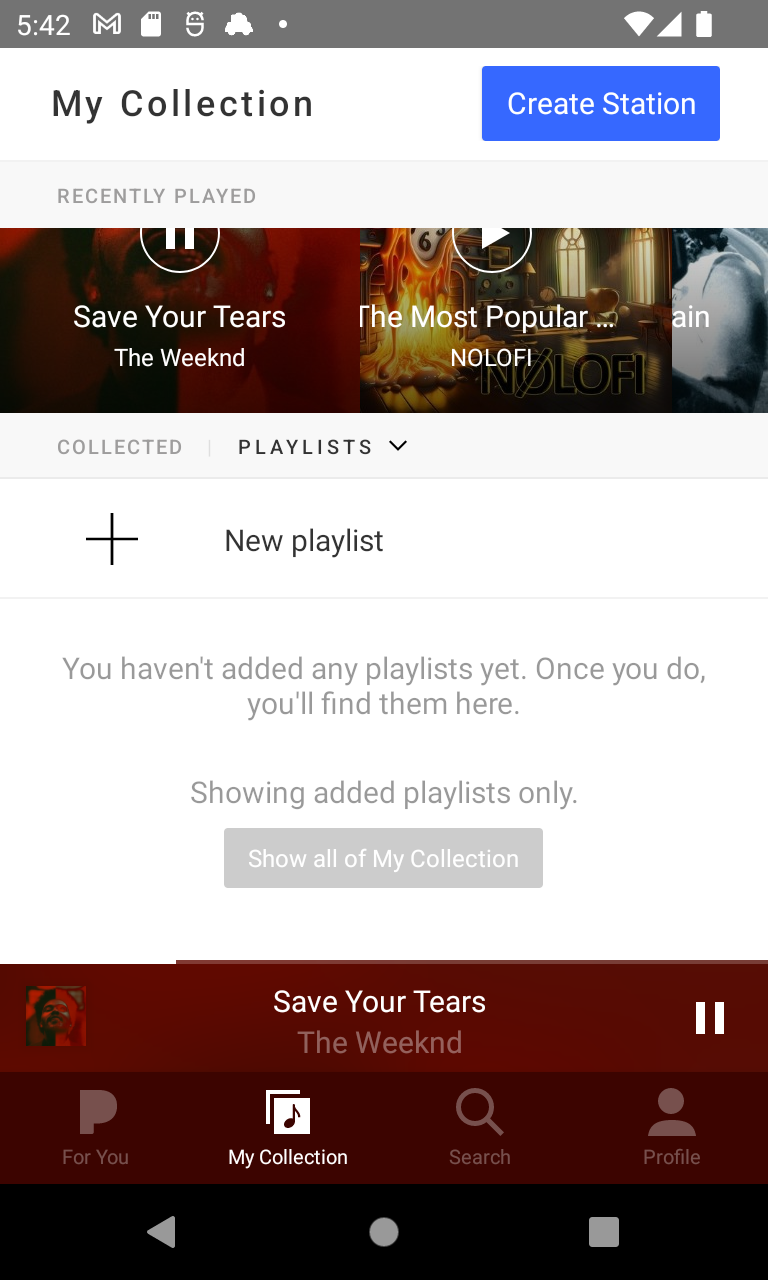 5:42
My Collection
Create Station
RECENTLY PLAYED
Save Your Tears
The Weeknd
The Most Popular ...
NOLOFI
NOLOFI
6
ain
COLLECTED
PLAYLISTS
New playlist
You haven't added any playlists yet. Once you do,
you'll find them here.
Showing added playlists only.
Show all of My Collection
Save Your Tears
The Weeknd
For You
My Collection
Search
Profile